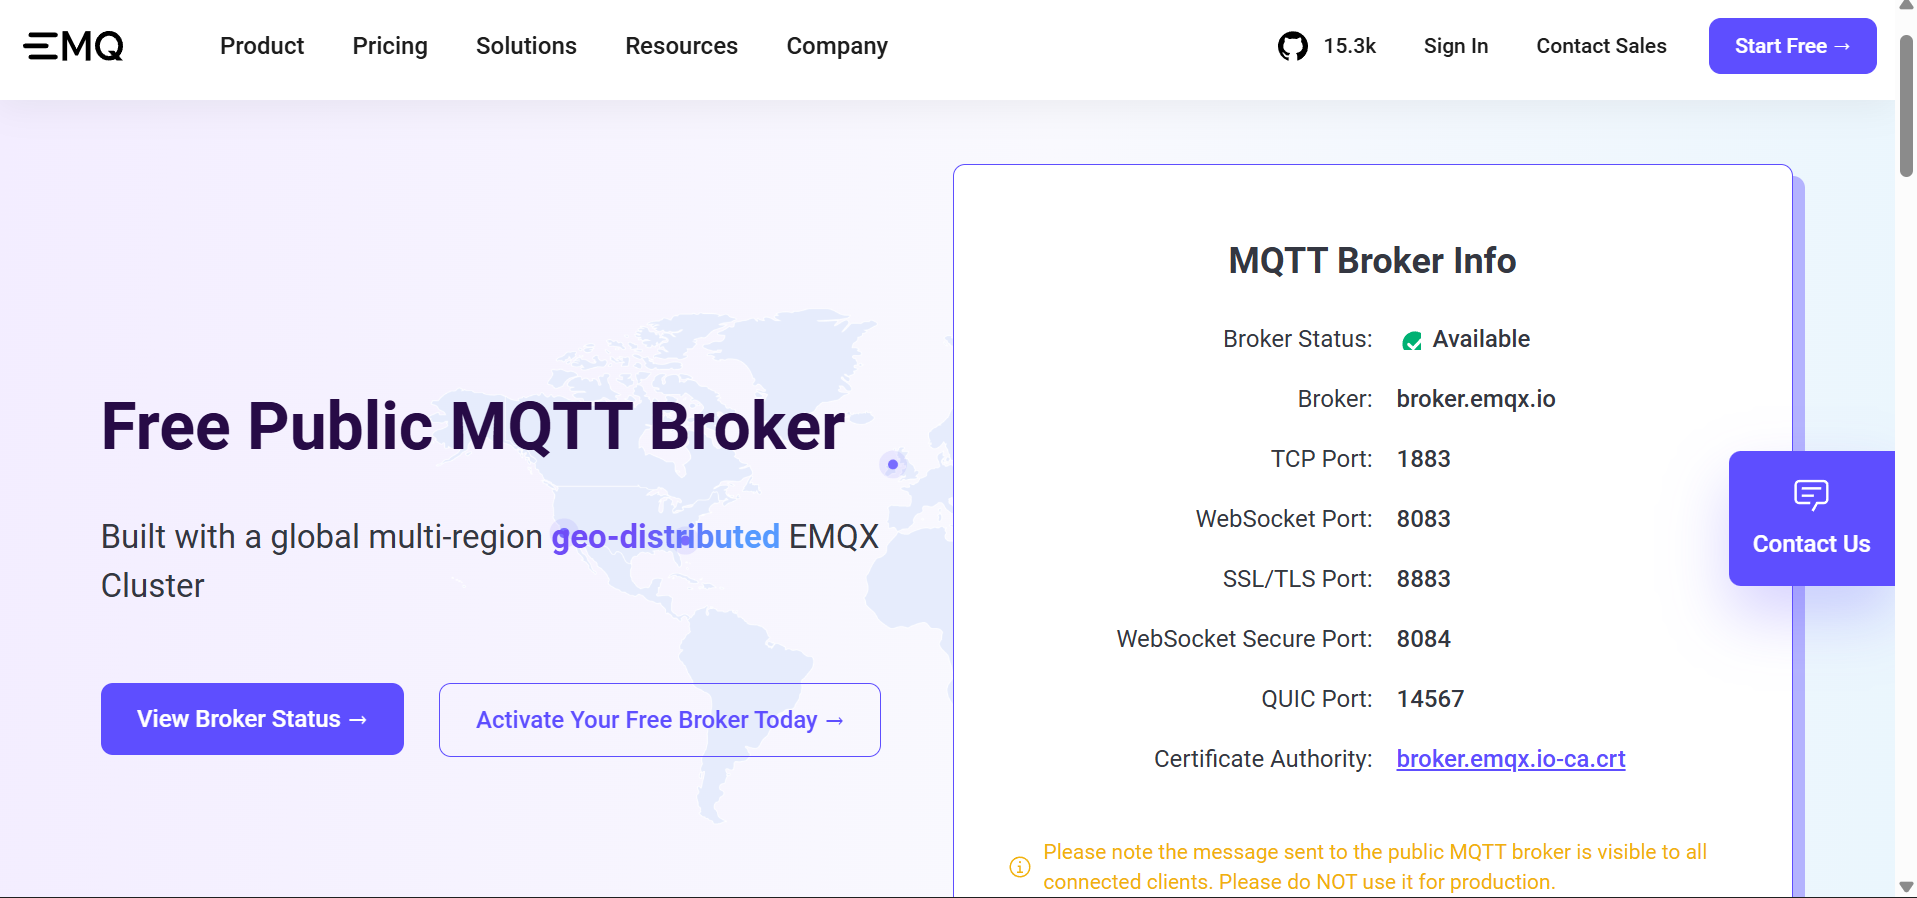 EMQ
Product Pricing Solutions Resources Company
15.3k Sign In Contact Sales Start Free →
Free Public MQTT Broker
Built with a global multi-region geo-distributed EMQX
Cluster
View Broker Status →
Activate Your Free Broker Today →
MQTT Broker Info
Broker Status: Available
Broker: broker.emqx.io
TCP Port: 1883
WebSocket Port: 8083
SSL/TLS Port: 8883
WebSocket Secure Port: 8084
QUIC Port: 14567
Certificate Authority: broker.emqx.io-ca.crt
Please note the message sent to the public MQTT broker is visible to all
connected clients. Please do NOT use it for production.
Contact Us